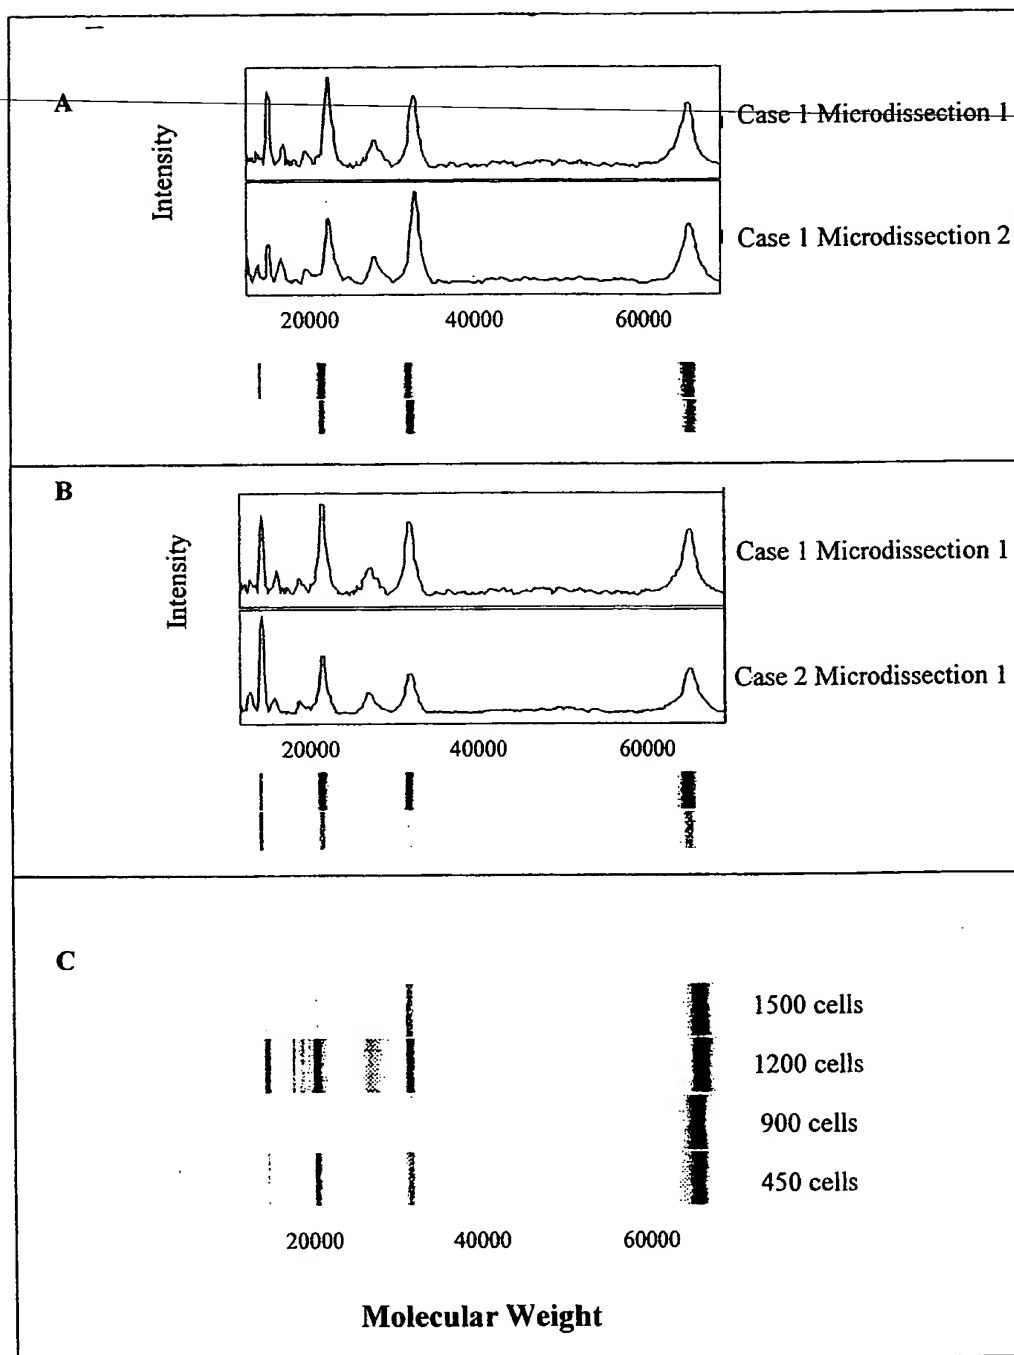 A
Intensity
Case 1 Microdissection 1
Case 1 Microdissection 2
20000 40000 60000
B
Intensity
Case 1 Microdissection 1
Case 2 Microdissection 1
20000 40000 60000
C
1500 cells
1200 cells
900 cells
450 cells
20000 40000 60000
Molecular Weight